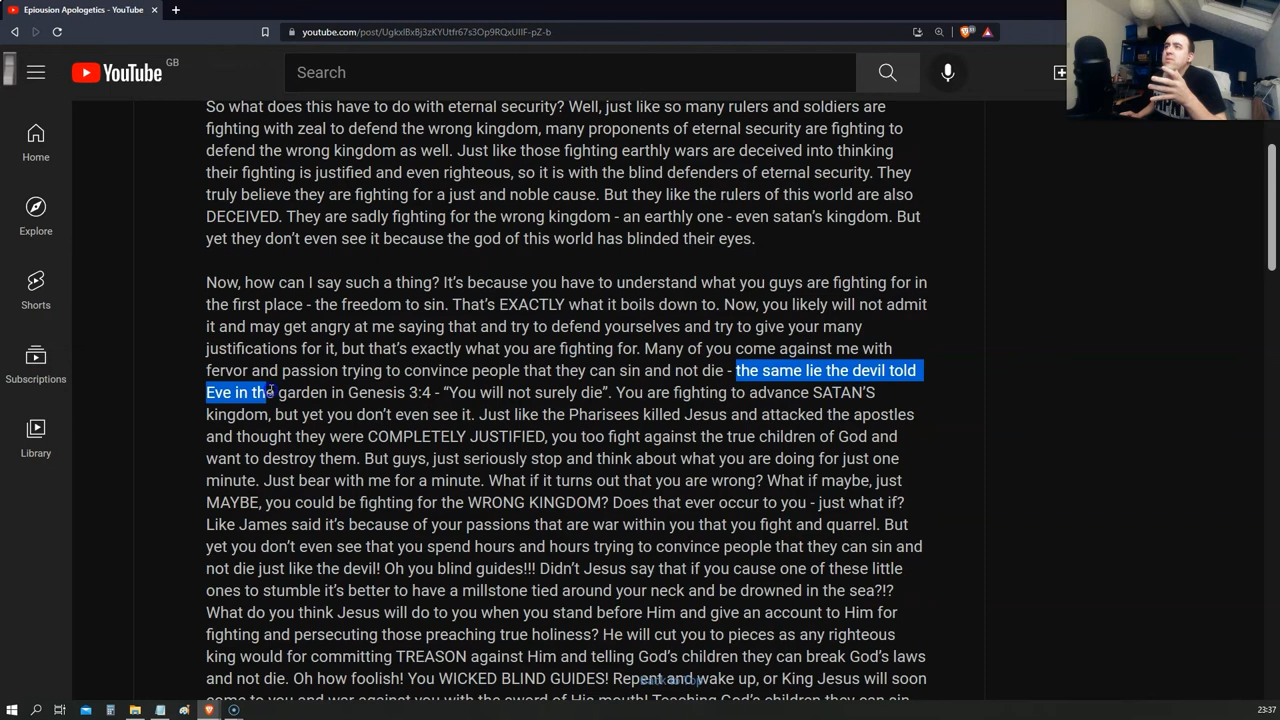 Epiousion Apologetics - YouTube
youtube.com/post/UgkxlBxBj3zKYUtfr67s3Op9RQxUIlF-pZ-b
YouTube GB
Search
Home
Explore
Shorts
Subscriptions
Library
So what does this have to do with eternal security? Well, just like so many rulers and soldiers are
fighting with zeal to defend the wrong kingdom, many proponents of eternal security are fighting to
defend the wrong kingdom as well. Just like those fighting earthly wars are deceived into thinking
their fighting is justified and even righteous, so it is with the blind defenders of eternal security. They
truly believe they are fighting for a just and noble cause. But they like the rulers of this world are also
DECEIVED. They are sadly fighting for the wrong kingdom - an earthly one - even satan’s kingdom. But
yet they don’t even see it because the god of this world has blinded their eyes.
Now, how can I say such a thing? It’s because you have to understand what you guys are fighting for in
the first place - the freedom to sin. That’s EXACTLY what it boils down to. Now, you likely will not admit
it and may get angry at me saying that and try to defend yourselves and try to give your many
justifications for it, but that’s exactly what you are fighting for. Many of you come against me with
fervor and passion trying to convince people that they can sin and not die - the same lie the devil told
Eve in the garden in Genesis 3:4 - “You will not surely die”. You are fighting to advance SATAN’S
kingdom, but yet you don’t even see it. Just like the Pharisees killed Jesus and attacked the apostles
and thought they were COMPLETELY JUSTIFIED, you too fight against the true children of God and
want to destroy them. But guys, just seriously stop and think about what you are doing for just one
minute. Just bear with me for a minute. What if it turns out that you are wrong? What if maybe, just
MAYBE, you could be fighting for the WRONG KINGDOM? Does that ever occur to you - just what if?
Like James said it’s because of your passions that are war within you that you fight and quarrel. But
yet you don’t even see that you spend hours and hours trying to convince people that they can sin and
not die just like the devil! Oh you blind guides!!! Didn’t Jesus say that if you cause one of these little
ones to stumble it’s better to have a millstone tied around your neck and be drowned in the sea?!?
What do you think Jesus will do to you when you stand before Him and give an account to Him for
fighting and persecuting those preaching true holiness? He will cut you to pieces as any righteous
king would for committing TREASON against Him and telling God’s children they can break God’s laws
and not die. Oh how foolish! You WICKED BLIND GUIDES! Repent and wake up, or King Jesus will soon
come to you and war against you with the sword of His mouth! Teaching God’s children they can sin
Back to Top
23:37